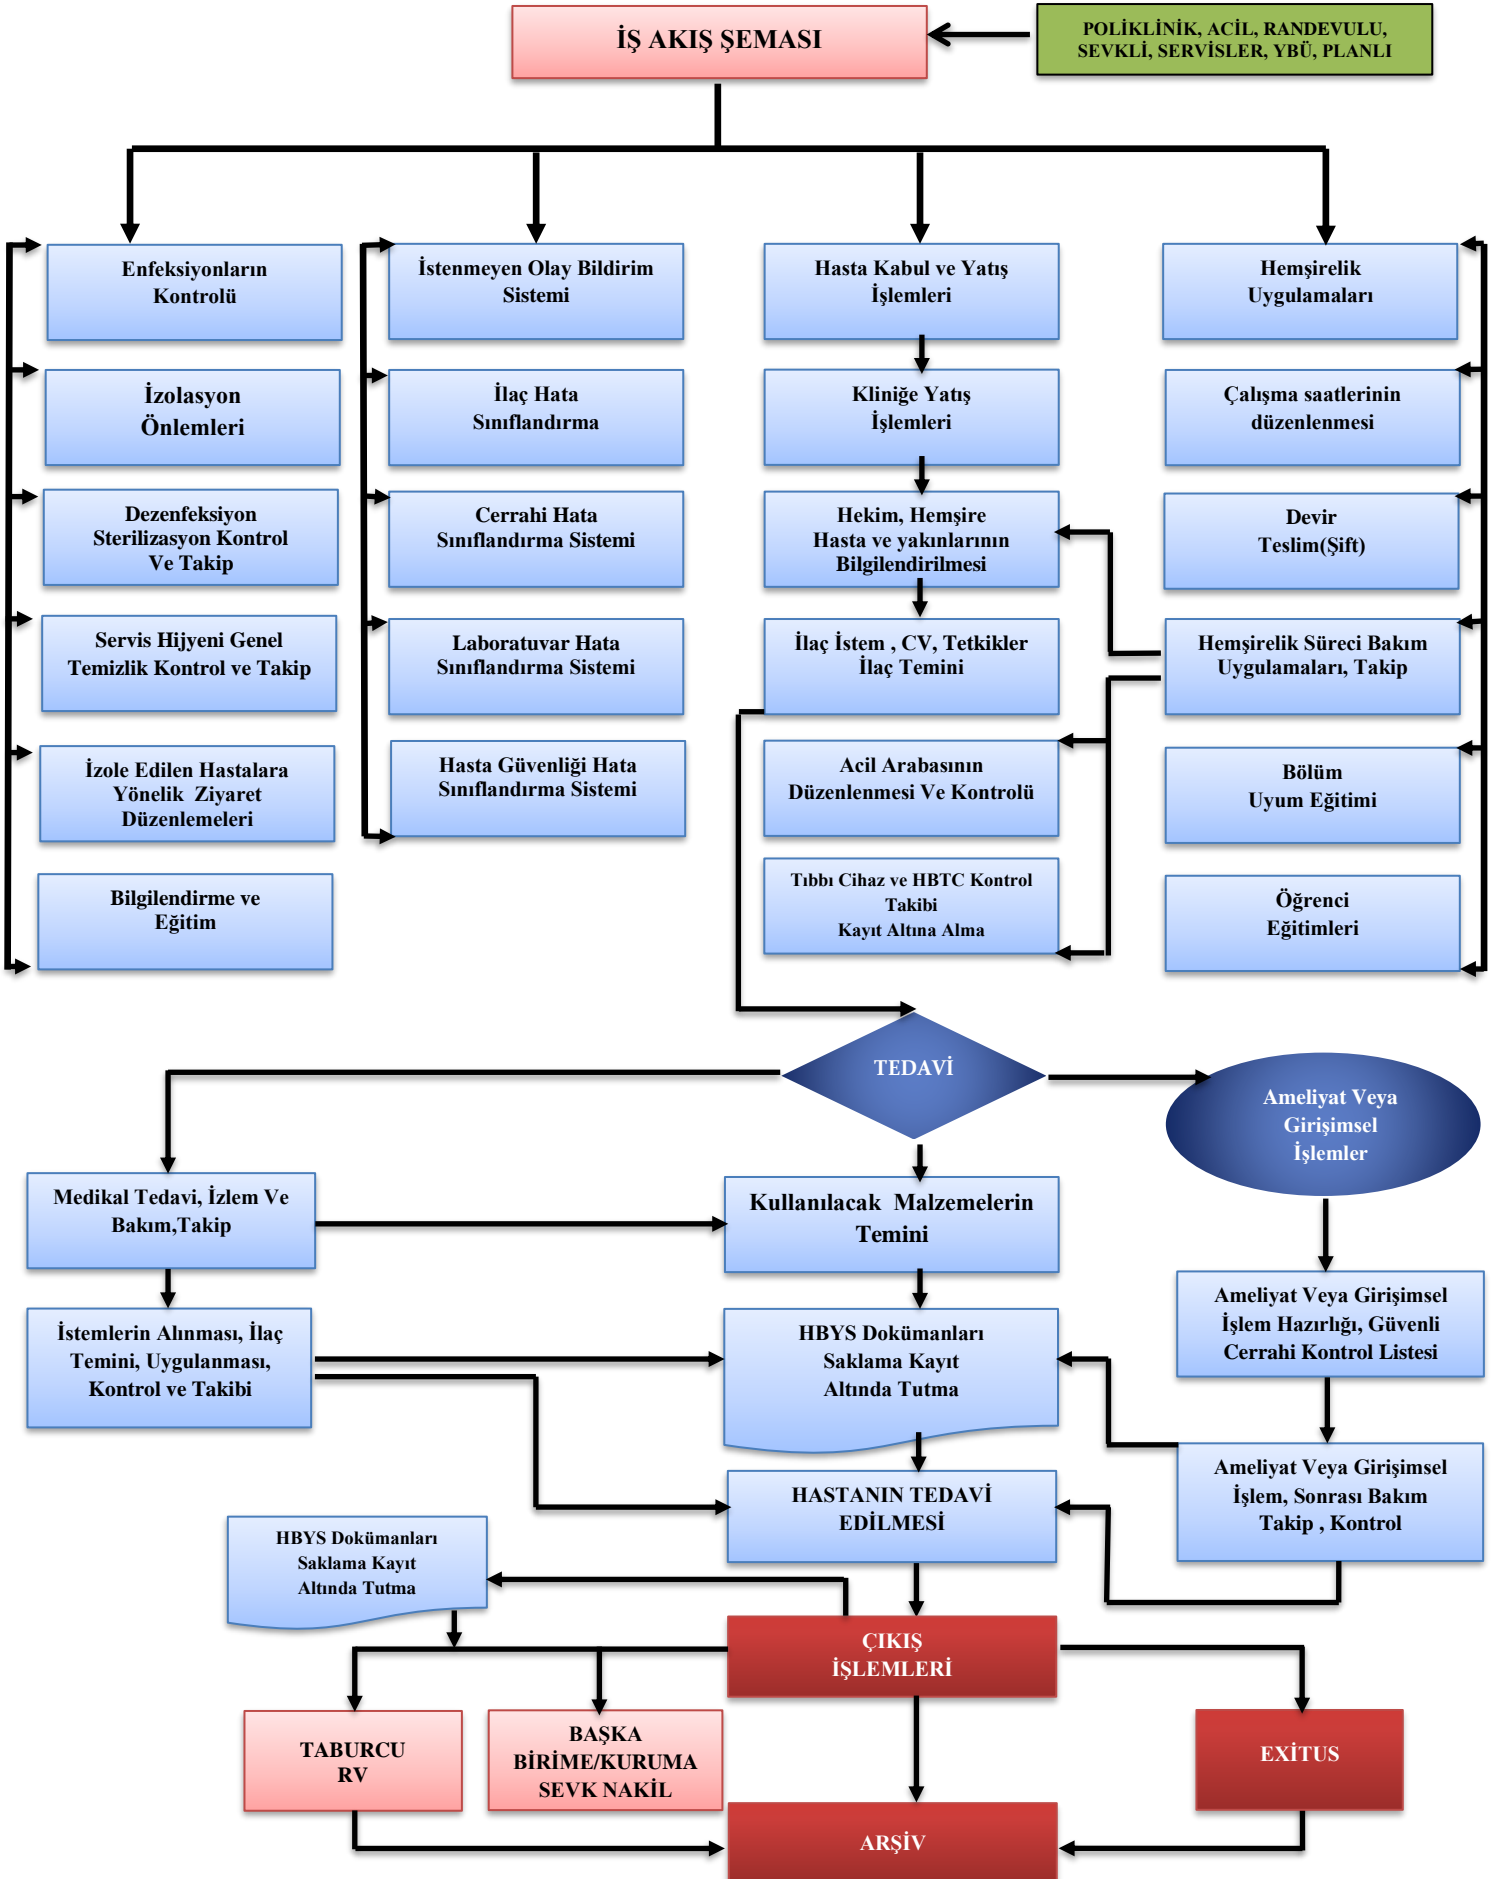 İŞ AKIŞ ŞEMASI
POLİKLİNİK, ACİL, RANDEVULU,
SEVKLİ, SERVİSLER, YBÜ, PLANLI
Enfeksiyonların
Kontrolü
İstenmeyen Olay Bildirim
Sistemi
Hasta Kabul ve Yatış
İşlemleri
Hemşirelik
Uygulamaları
İzolasyon
Önlemleri
İlaç Hata
Sınıflandırma
Kliniğe Yatış
İşlemleri
Çalışma saatlerinin
düzenlenmesi
Dezenfeksiyon
Sterilizasyon Kontrol
Ve Takip
Cerrahi Hata
Sınıflandırma Sistemi
Hekim, Hemşire
Hasta ve yakınlarının
Bilgilendirilmesi
Devir
Teslim(Şift)
Servis Hijyeni Genel
Temizlik Kontrol ve Takip
Laboratuvar Hata
Sınıflandırma Sistemi
İlaç İstem , CV, Tetkikler
İlaç Temini
Hemşirelik Süreci Bakım
Uygulamaları, Takip
İzole Edilen Hastalara
Yönelik Ziyaret
Düzenlemeleri
Hasta Güvenliği Hata
Sınıflandırma Sistemi
Acil Arabasının
Düzenlenmesi Ve Kontrolü
Bölüm
Uyum Eğitimi
Bilgilendirme ve
Eğitim
Tıbbı Cihaz ve HBTC Kontrol
Takibi
Kayıt Altına Alma
Öğrenci
Eğitimleri
TEDAVİ
Ameliyat Veya
Girişimsel
İşlemler
Medikal Tedavi, İzlem Ve
Bakım,Takip
Kullanılacak Malzemelerin
Temini
İstemlerin Alınması, İlaç
Temini, Uygulanması,
Kontrol ve Takibi
HBYS Dokümanları
Saklama Kayıt
Altında Tutma
Ameliyat Veya Girişimsel
İşlem Hazırlığı, Güvenli
Cerrahi Kontrol Listesi
HASTANIN TEDAVİ
EDİLMESİ
Ameliyat Veya Girişimsel
İşlem, Sonrası Bakım
Takip , Kontrol
HBYS Dokümanları
Saklama Kayıt
Altında Tutma
ÇIKIŞ
İŞLEMLERİ
TABURCU
RV
BAŞKA
BİRİME/KURUMA
SEVK NAKİL
EXİTUS
ARŞİV